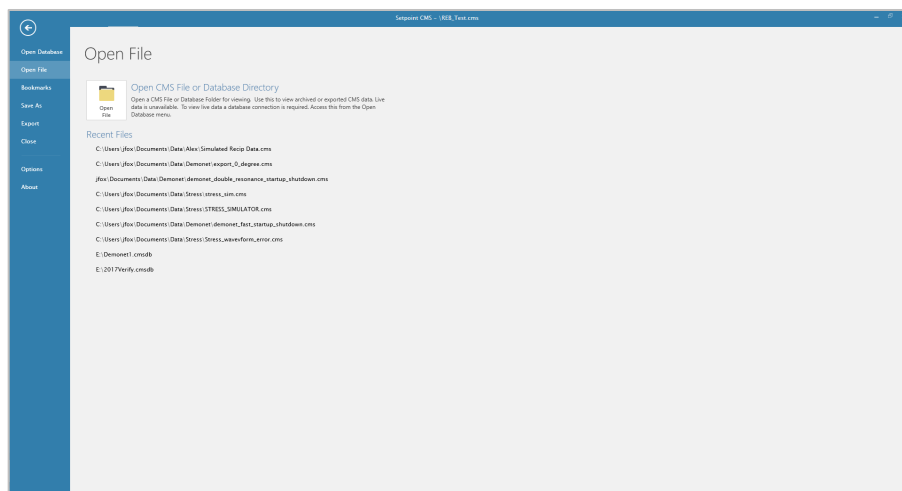 Setpoint CMS - \REB_Test.cms
Open Database
Open File
Bookmarks
Save As
Export
Close
Options
About
Open File
Open File
Open CMS File or Database Directory
Open a CMS File or Database Folder for viewing. Use this to view archived or exported CMS data. Live
data is unavailable. To view live data a database connection is required. Access this from the Open
Database menu.
Recent Files
C:\Users\jfox\Documents\Data\Alex\Simulated Recip Data.cms
C:\Users\jfox\Documents\Data\Demonet\export_0_degree.cms
jfox\Documents\Data\Demonet\demonet_double_resonance_startup_shutdown.cms
C:\Users\jfox\Documents\Data\Stress\stress_sim.cms
C:\Users\jfox\Documents\Data\Stress\STRESS_SIMULATOR.cms
C:\Users\jfox\Documents\Data\Demonet\demonet_fast_startup_shutdown.cms
C:\Users\jfox\Documents\Data\Stress\Stress_wavevform_error.cms
E:\Demonet1.cmsdb
E:\2017Verify.cmsdb